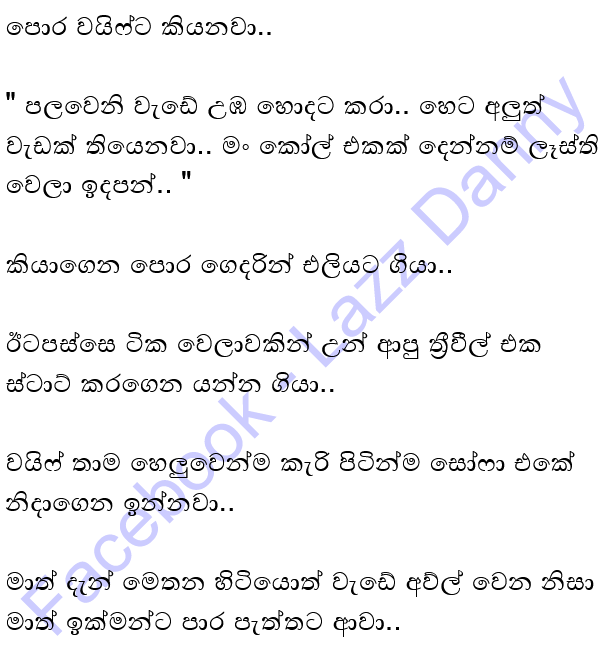 පොර වයිෆ්ට කියනවා..
" පලවෙනි වැඩේ උඹ හොදට කරා.. හෙට අලුත්
වැඩක් තියෙනවා.. මං කෝල් එකක් දෙන්නම් ලෑස්ති
වෙලා ඉදපන්.. "
කියාගෙන පොර ගෙදරින් එලියට ගියා..
ඊටපස්සෙ ටික වෙලාවකින් උන් ආපු ත්‍රීවීල් එක
ස්ටාට් කරගෙන යන්න ගියා..
වයිෆ් තාම හෙලුවෙන්ම කැරි පිටින්ම සෝෆා එකේ
නිදාගෙන ඉන්නවා..
මාත් දැන් මෙතන හිටියොත් වැඩේ අව්ල් වෙන නිසා
මාත් ඉක්මන්ට පාර පැත්තට ආවා..
Facebook - Lazz Danny